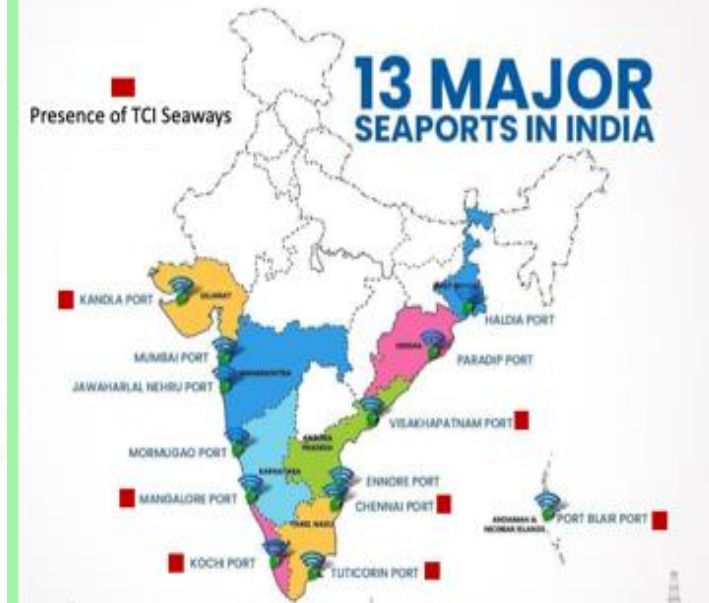 13 MAJOR
SEAPORTS IN INDIA
Presence of TCI Seaways
KANDLA PORT
GUJARAT
HALDIA PORT
MUMBAI PORT
MAHARASHTRA
ODISHA
PARADIP PORT
JAWAHARLAL NEHRU PORT
VISAKHAPATNAM PORT
MORMUGAO PORT
ANDHRA
PRADESH
KARNATAKA
ENNORE PORT
MANGALORE PORT
CHENNAI PORT
TAMIL NADU
ANDAMAN &
NICOBAR ISLANDS
PORT BLAIR PORT
KOCHI PORT
TUTICORIN PORT